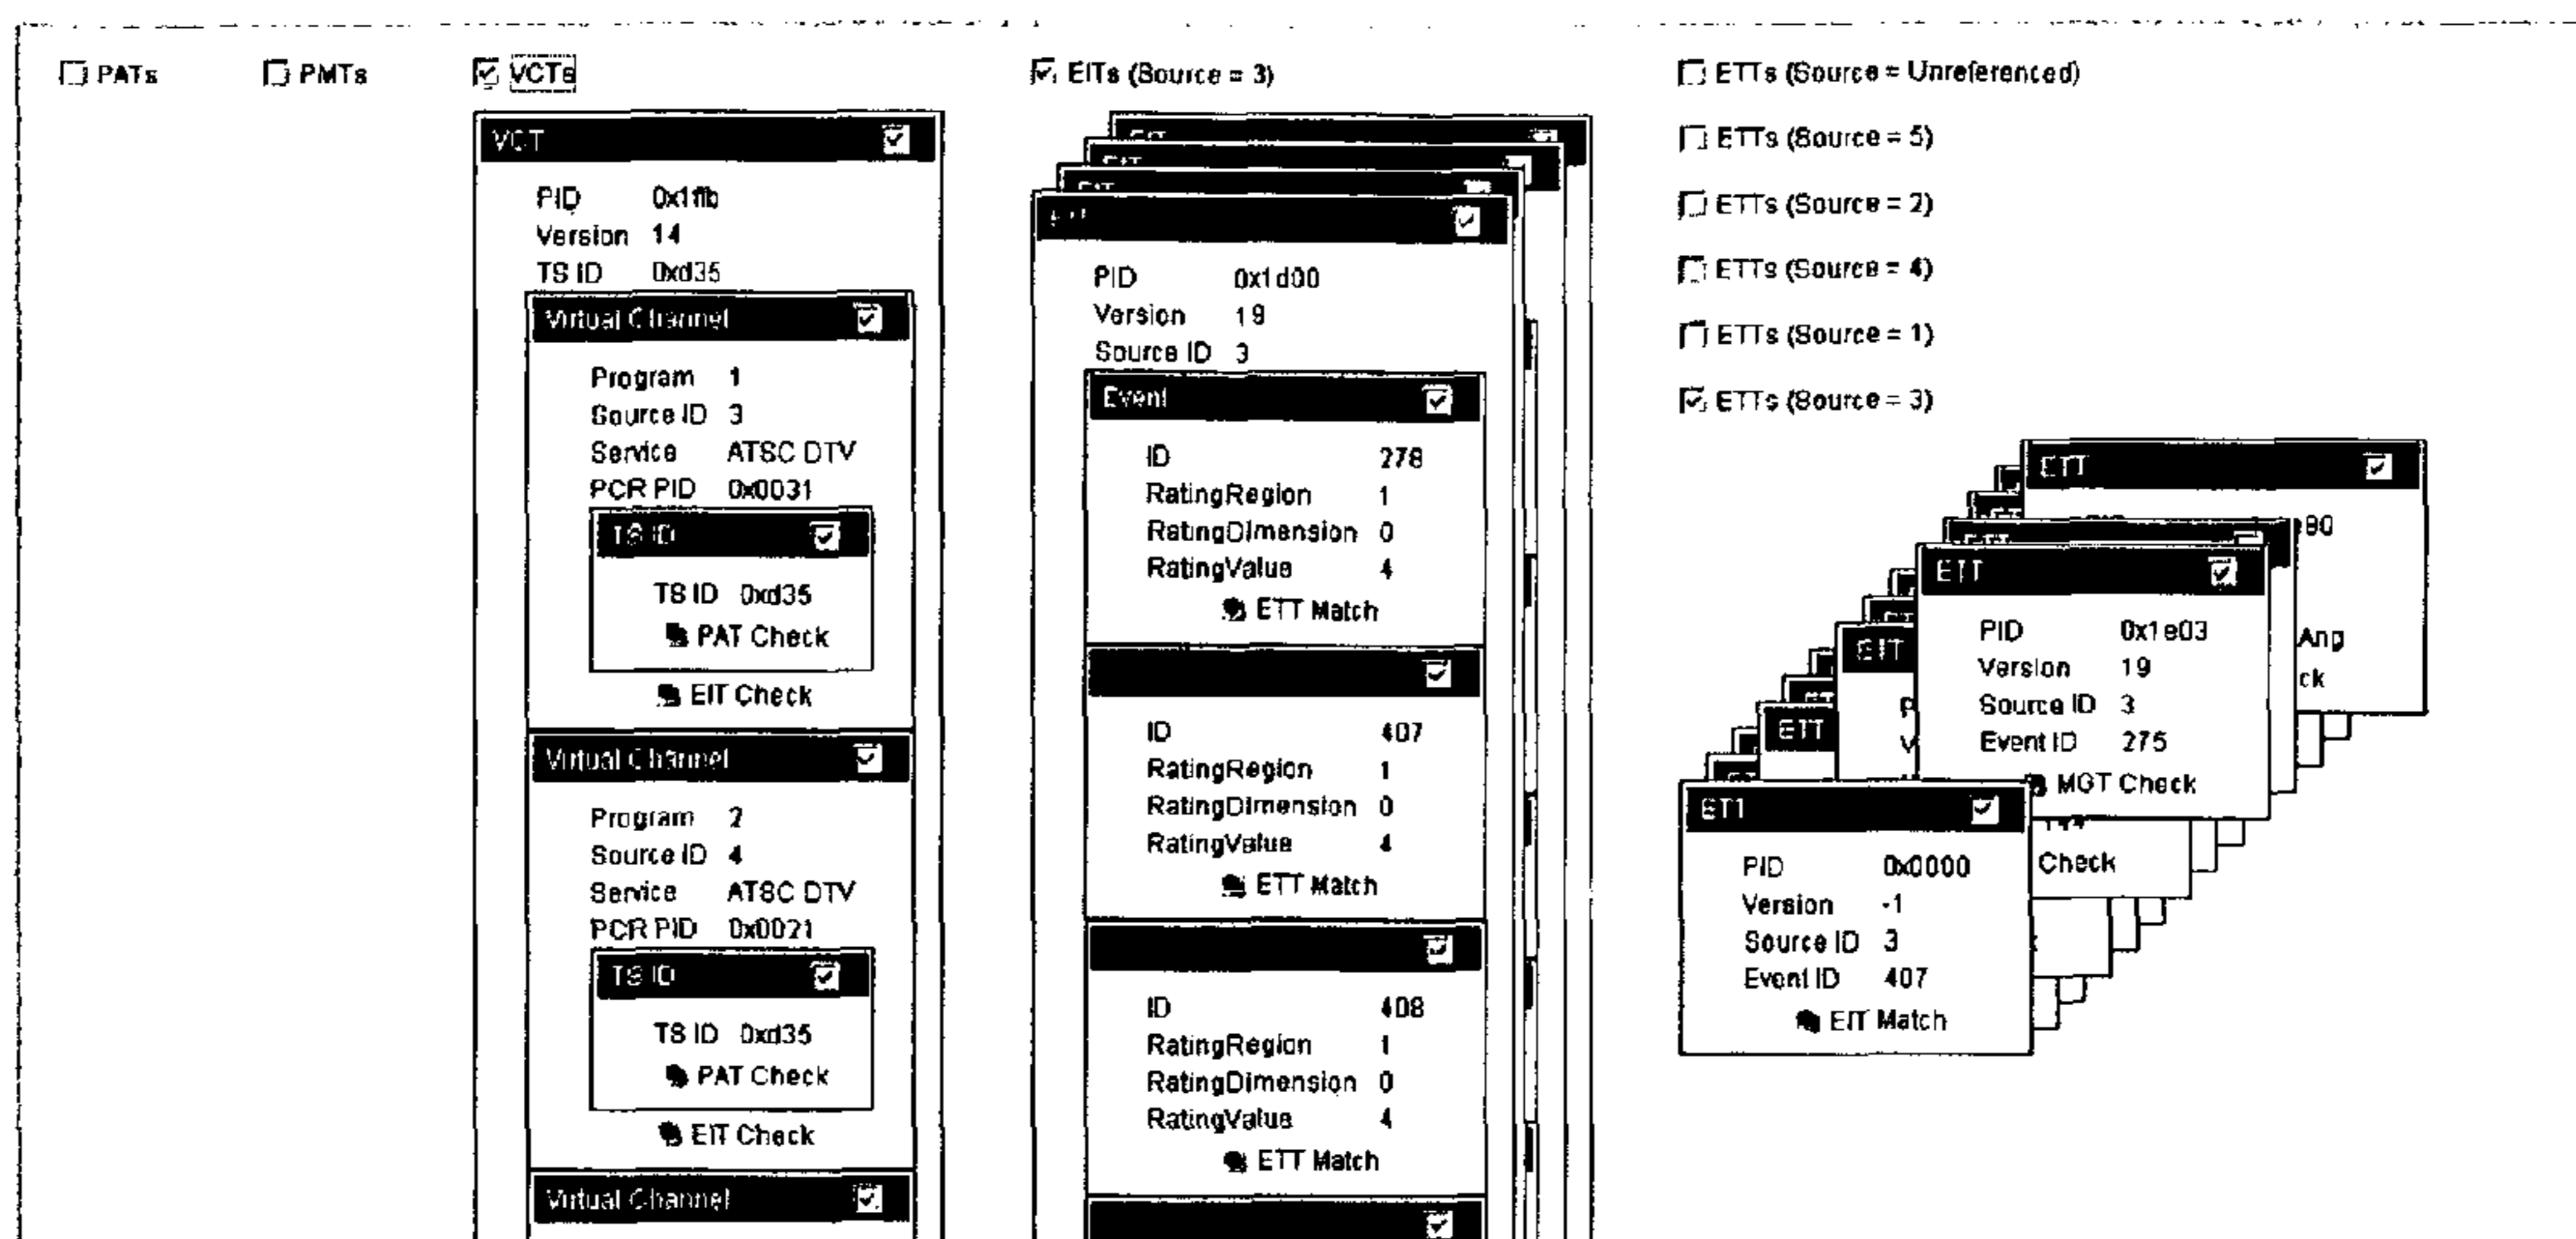 PATs
PMTs
VCTs
VCT
PID 0x1ffb
Version 14
TS ID 0xd35
Virtual Channel
Program 1
Source ID 3
Service ATSC DTV
PCR PID 0x0031
TS ID
TS ID 0xd35
PAT Check
EIT Check
Virtual Channel
Program 2
Source ID 4
Service ATSC DTV
PCR PID 0x0021
TS ID
TS ID 0xd35
PAT Check
EIT Check
Virtual Channel
EITs (Source = 3)
PID 0x1d00
Version 19
Source ID 3
Event
ID 278
RatingRegion 1
RatingDimension 0
RatingValue 4
ETT Match
ID 407
RatingRegion 1
RatingDimension 0
RatingValue 4
ETT Match
ID 408
RatingRegion 1
RatingDimension 0
RatingValue 4
ETT Match
ETTs (Source = Unreferenced)
ETTs (Source = 5)
ETTs (Source = 2)
ETTs (Source = 4)
ETTs (Source = 1)
ETTs (Source = 3)
ETT
ETT
PID 0x1e03
Version 19
Source ID 3
Event ID 275
MGT Check
ETT
ETT
Check
ETT
PID 0x0000
Version -1
Source ID 3
Event ID 407
EIT Match